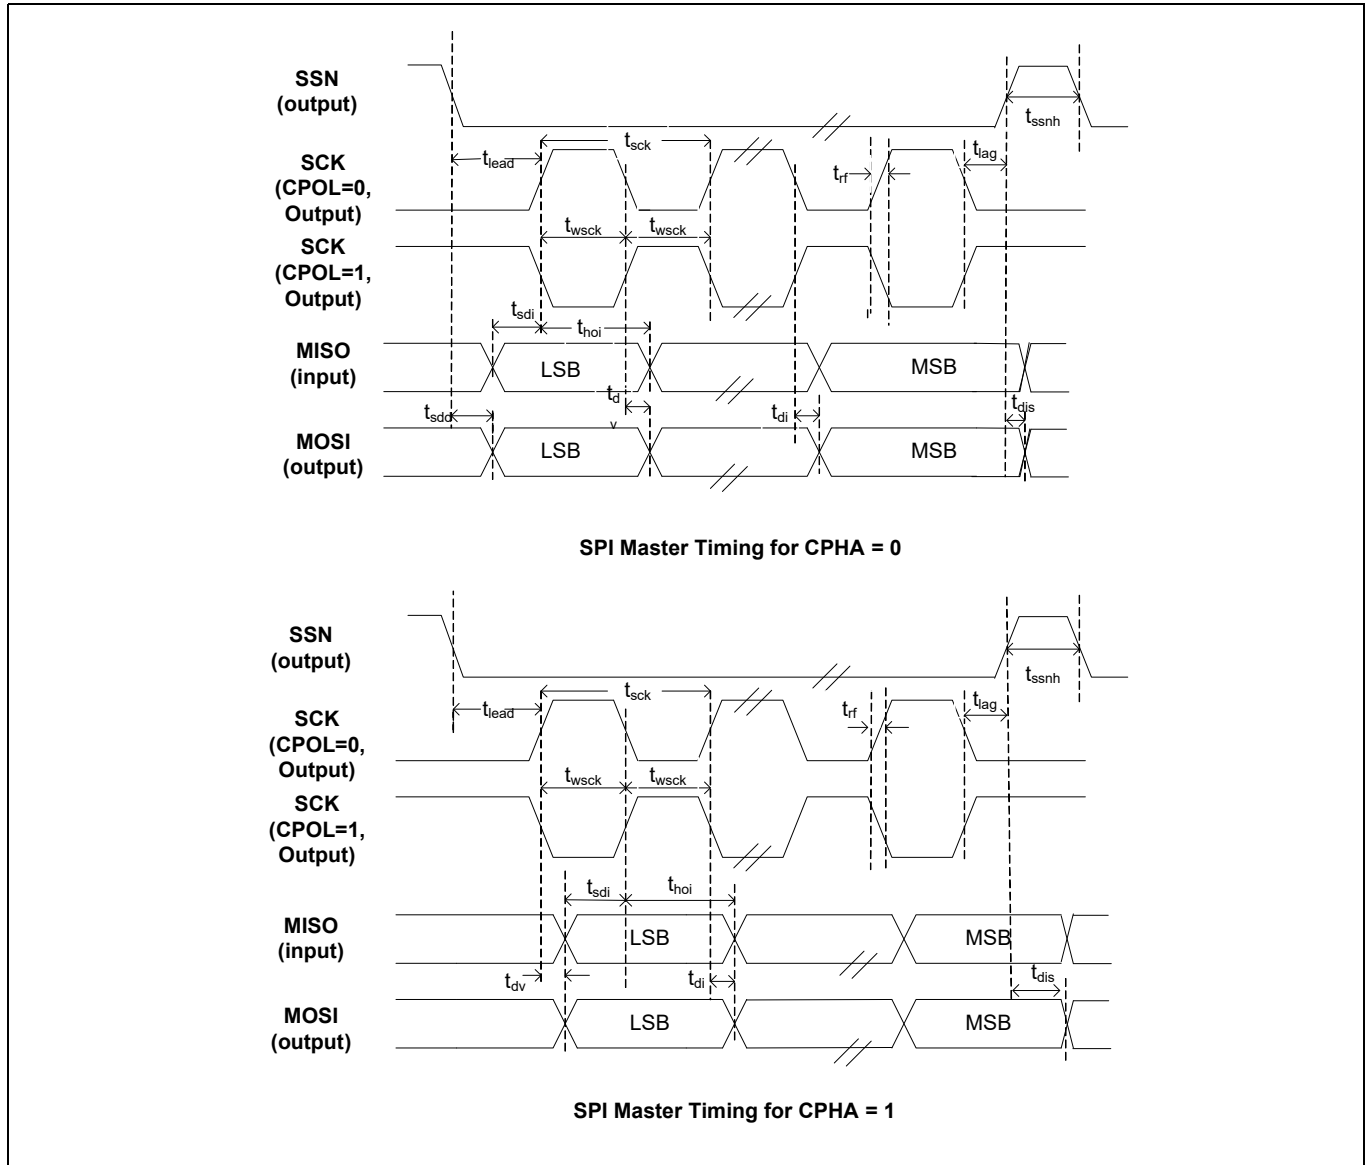 SSN
(output)
tssnh
tsck
tlead
tlag
SCK
(CPOL=0,
Output)
trf
twsck
twsck
SCK
(CPOL=1,
Output)
tsdi
thoi
MISO
(input)
LSB
MSB
td
v
tsdd
tdi
tdis
MOSI
(output)
LSB
MSB
SPI Master Timing for CPHA = 0
SSN
(output)
tssnh
tsck
tlead
tlag
trf
SCK
(CPOL=0,
Output)
twsck
twsck
SCK
(CPOL=1,
Output)
tsdi
thoi
MISO
(input)
LSB
MSB
tdv
tdi
tdis
MOSI
(output)
LSB
MSB
SPI Master Timing for CPHA = 1